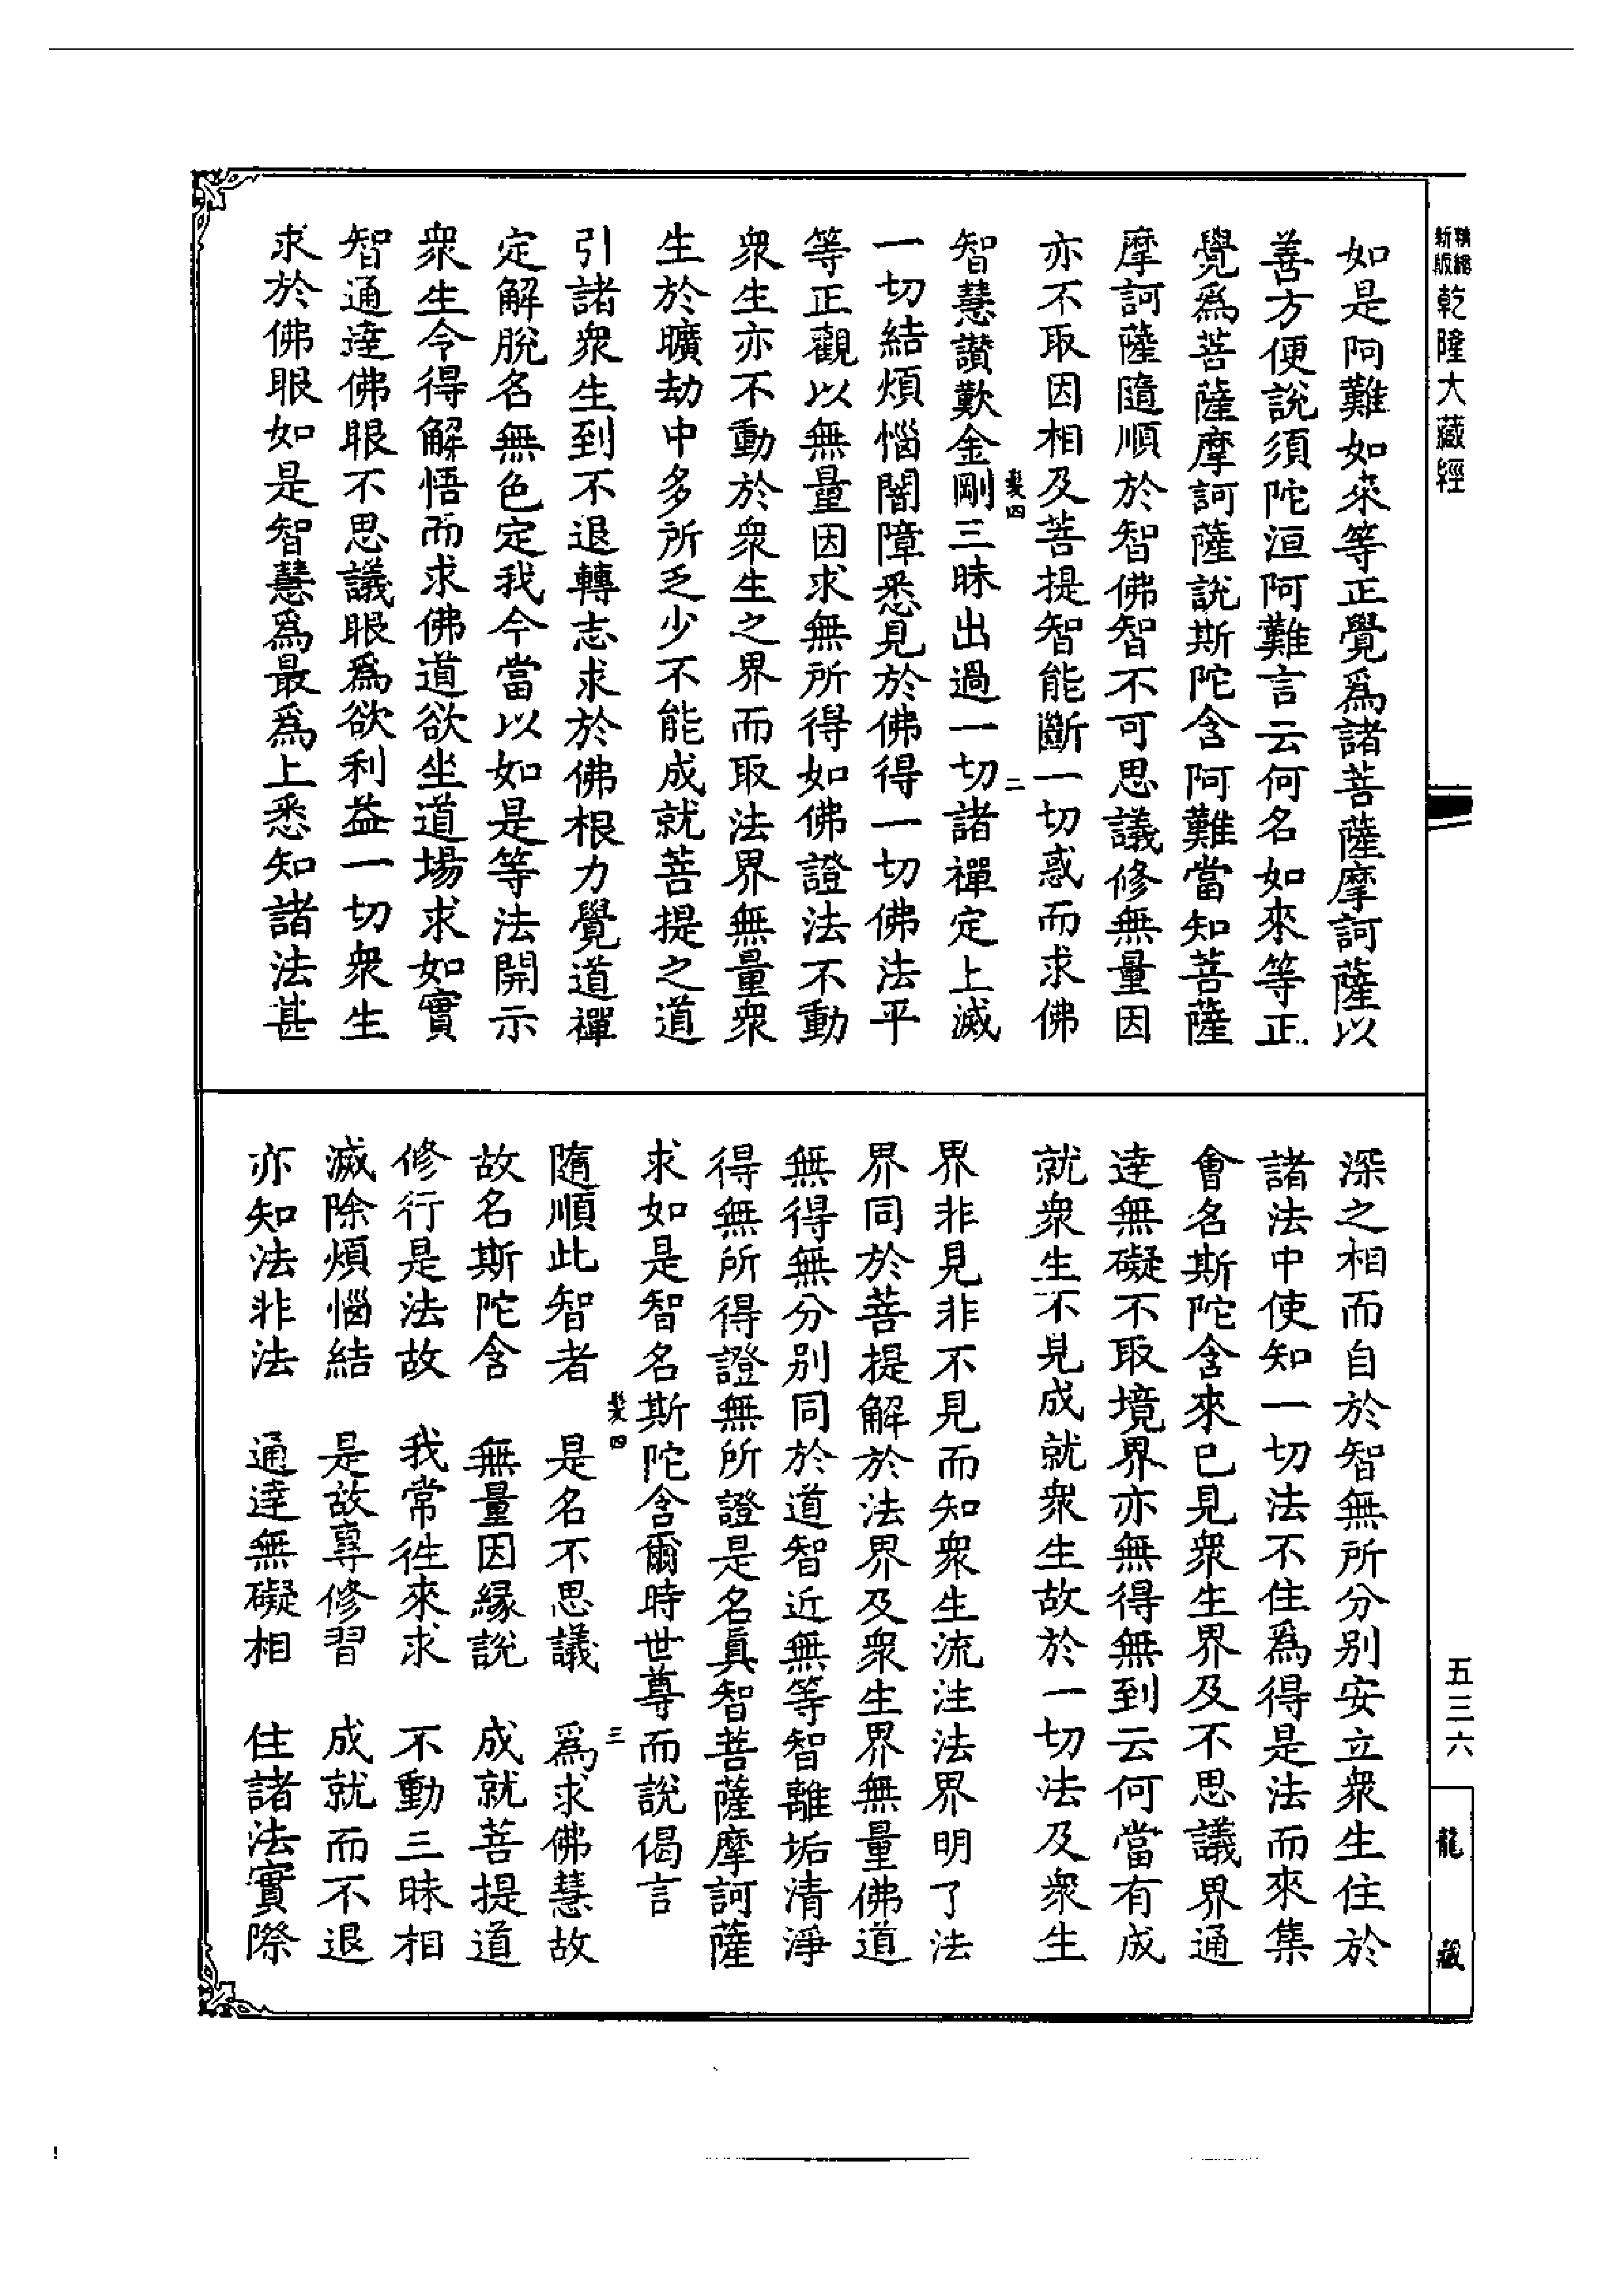 精縮
新版
乾隆大藏經
五三六
龍藏
如是阿難如來等正覺爲諸菩薩摩訶薩以
善方便說須陀洹阿難言云何名如來等正
覺爲菩薩摩訶薩說斯陀含阿難當知菩薩
摩訶薩隨順於智佛智不可思議修無量因
亦不取因相及菩提智能斷一切惑而求佛
髮四
二
智慧讃歎金剛三昧出過一切諸禪定上滅
一切結煩惱闇障悉見於佛得一切佛法平
等正觀以無量因求無所得如佛證法不動
衆生亦不動於衆生之界而取法界無量衆
生於曠劫中多所乏少不能成就菩提之道
引諸衆生到不退轉志求於佛根力覺道禪
定解脫名無色定我今當以如是等法開示
衆生令得解悟而求佛道欲坐道場求如實
智通達佛眼不思議眼爲欲利益一切衆生
求於佛眼如是智慧爲最爲上悉知諸法甚
深之相而自於智無所分別安立衆生住於
諸法中使知一切法不住爲得是法而來集
會名斯陀含來已見衆生界及不思議界通
達無礙不取境界亦無得無到云何當有成
就衆生不見成就衆生故於一切法及衆生
界非見非不見而知衆生流注法界明了法
界同於菩提解於法界及衆生界無量佛道
無得無分別同於道智近無等智離垢清淨
得無所得證無所證是名眞智菩薩摩訶薩
求如是智名斯陀含爾時世尊而說偈言
髮四
三
隨順此智者　是名不思議　爲求佛慧故
故名斯陀含　無量因緣說　成就菩提道
修行是法故　我常往來求　不動三昧相
滅除煩惱結　是故專修習　成就而不退
亦知法非法　通達無礙相　住諸法實際